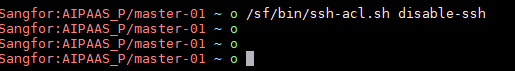 Sangfor:AIPAAS_P/master-01 ~ o /sf/bin/ssh-acl.sh disable-ssh
Sangfor:AIPAAS_P/master-01 ~ o
Sangfor:AIPAAS_P/master-01 ~ o
Sangfor:AIPAAS_P/master-01 ~ o